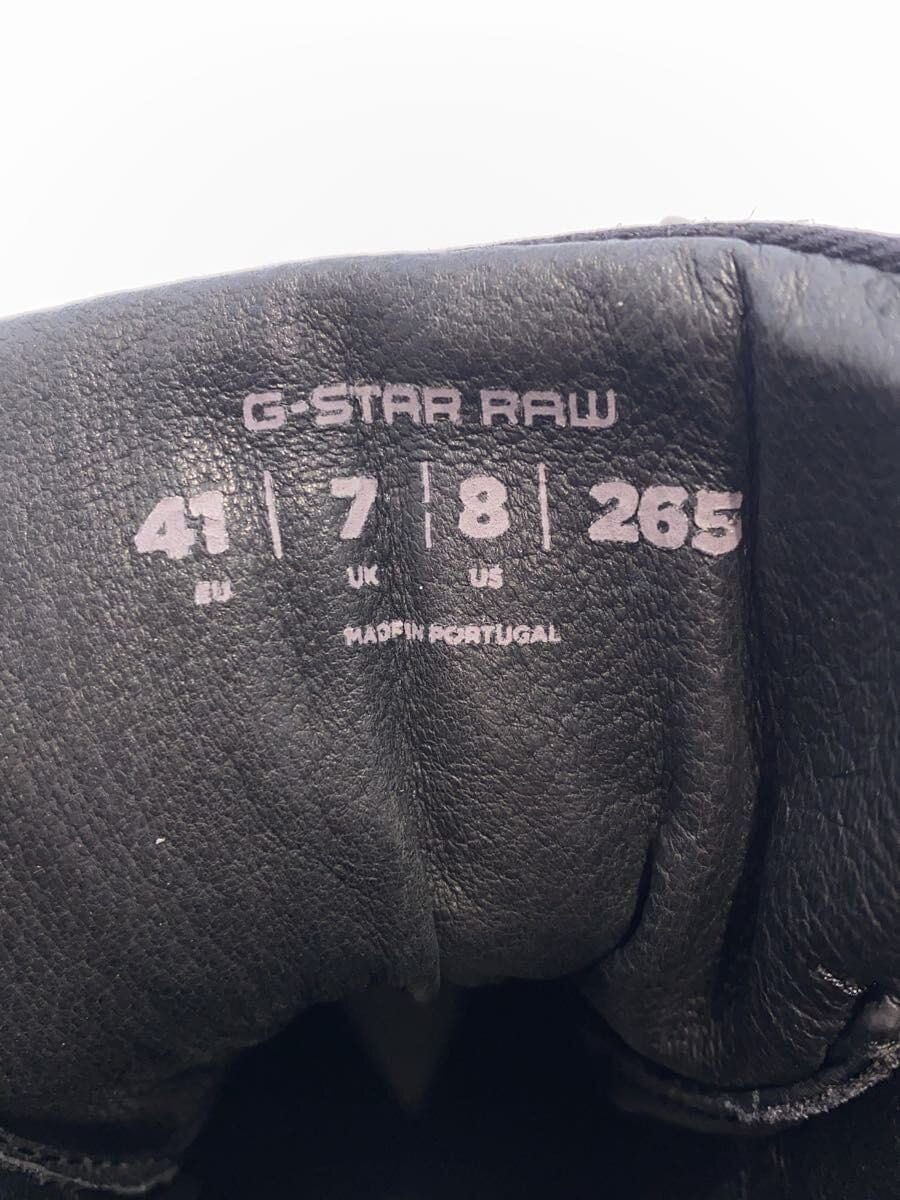 G-STAR RAW
41 | 7 | 8 | 265
EU UK US
MADE IN PORTUGAL